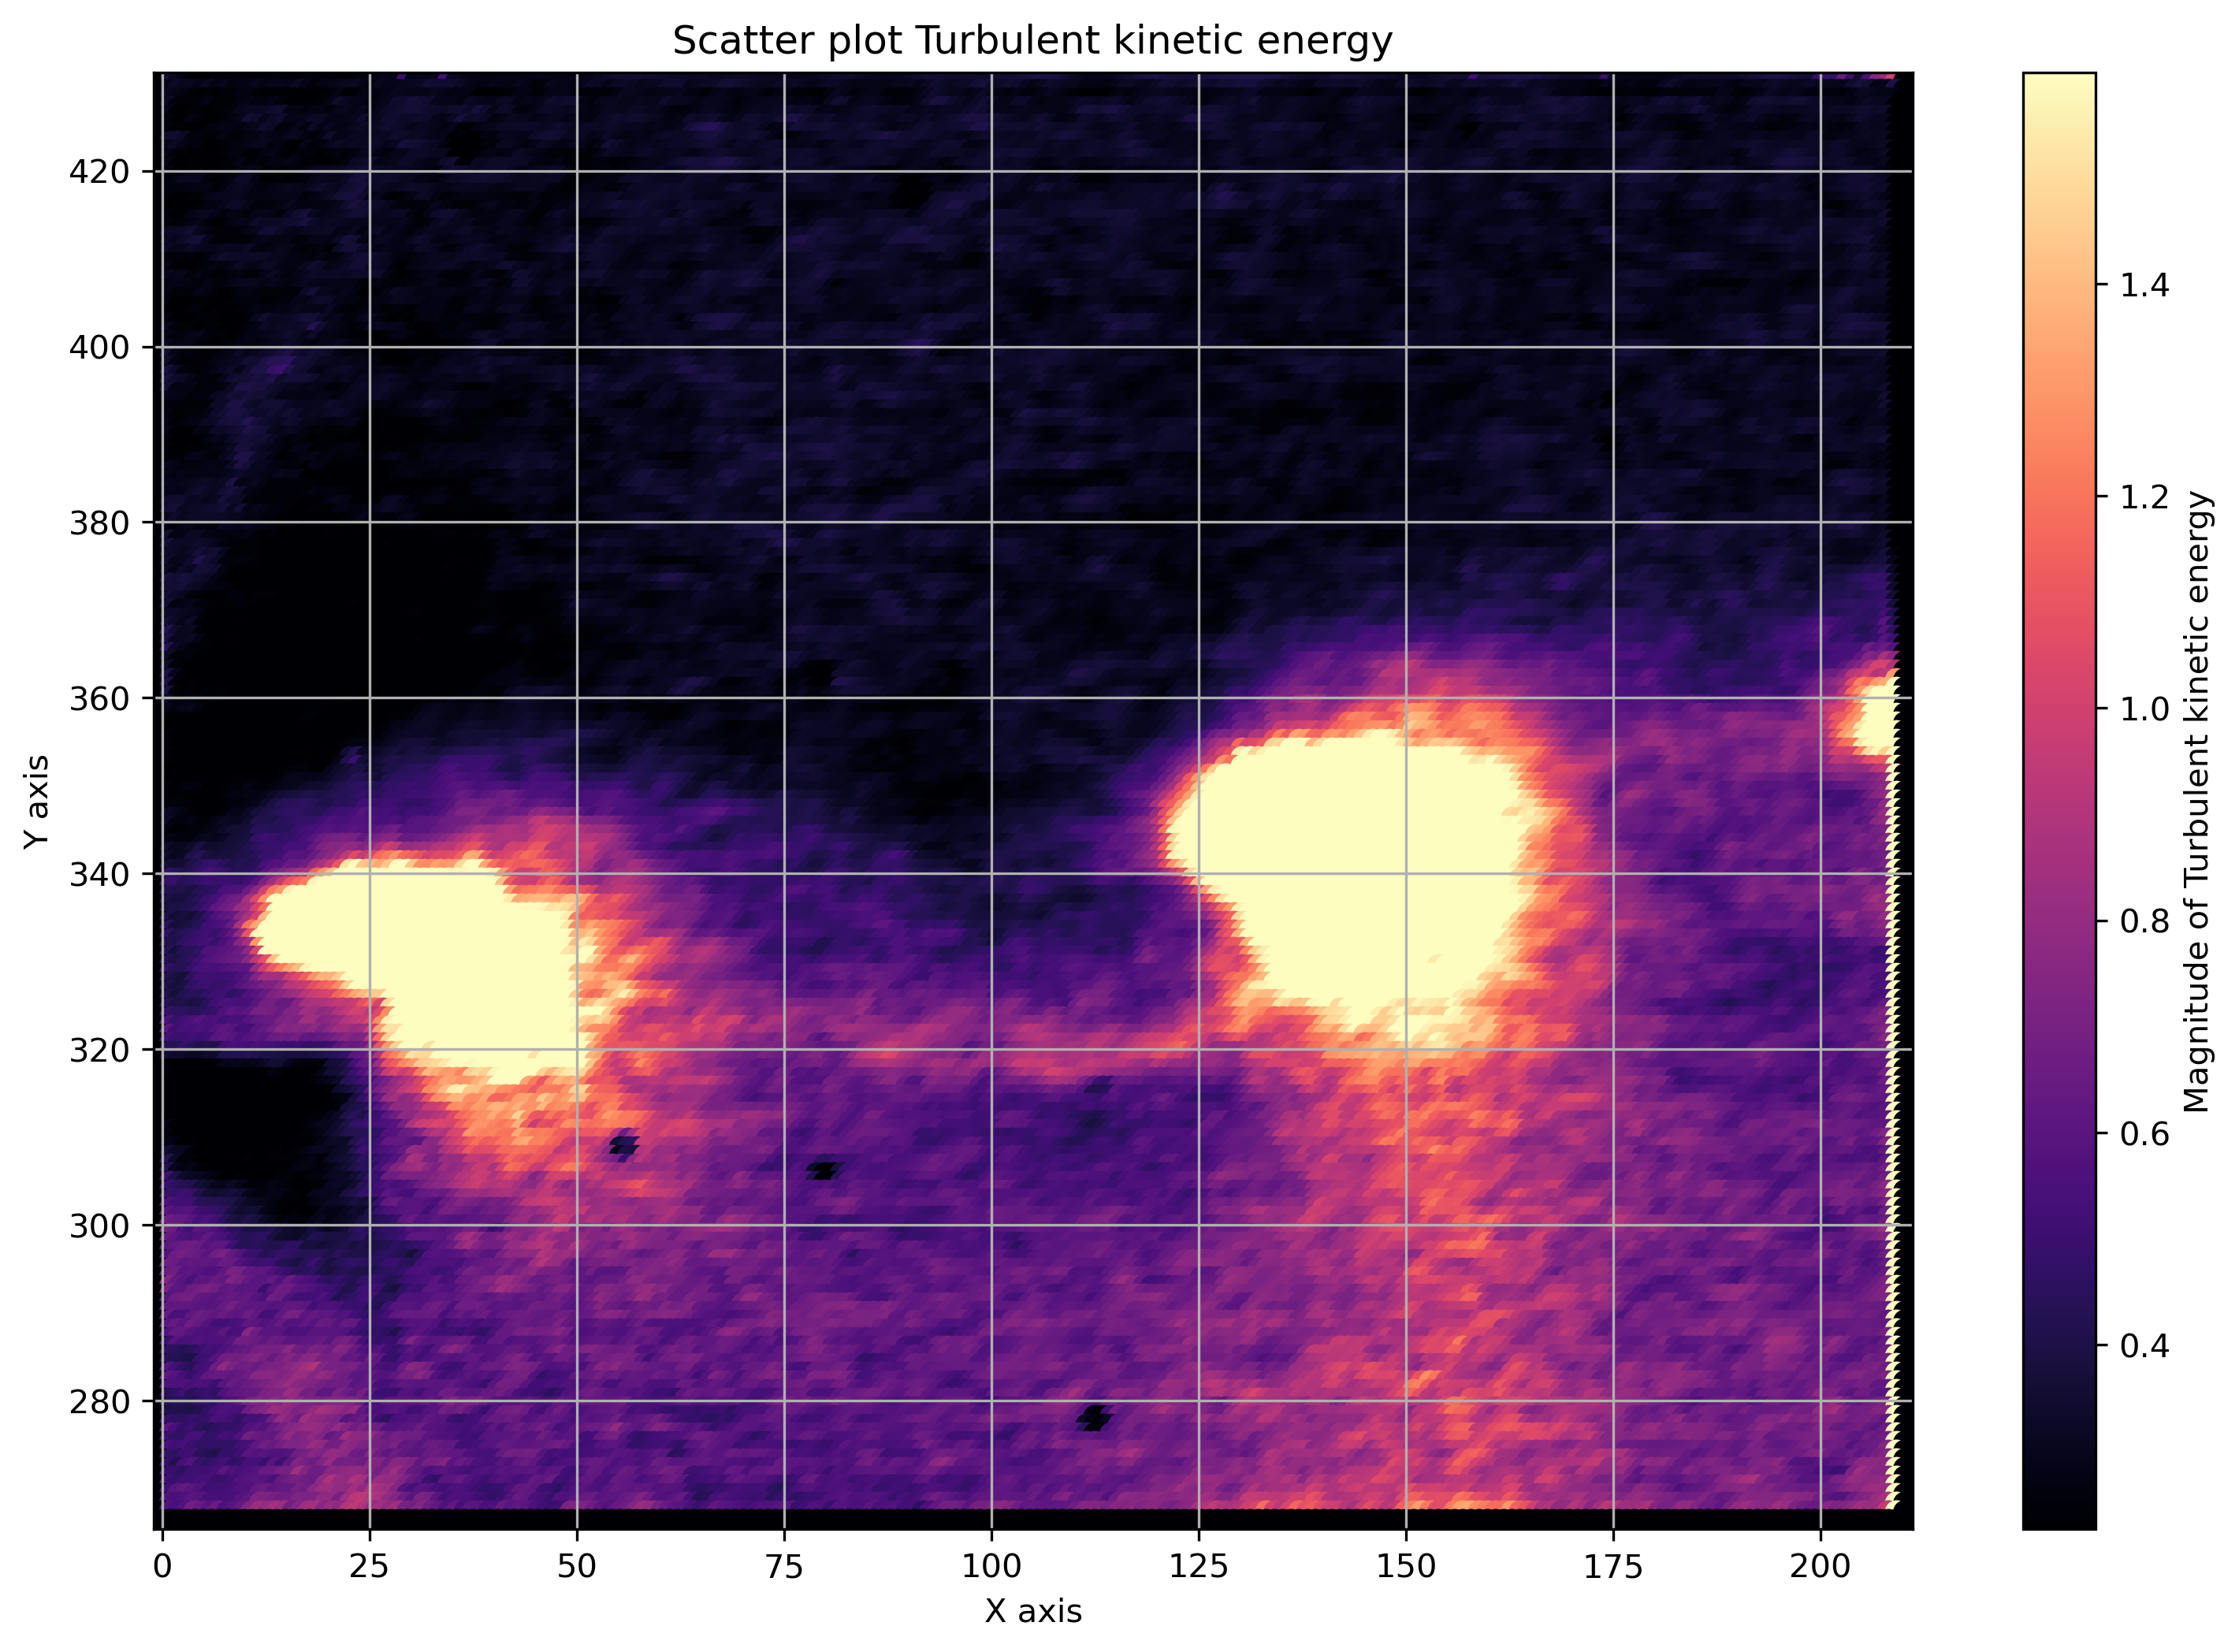 Scatter plot Turbulent kinetic energy
Y axis
420
400
380
360
340
320
300
280
0 25 50 75 100 125 150 175 200
X axis
1.4
1.2
1.0
0.8
0.6
0.4
Magnitude of Turbulent kinetic energy